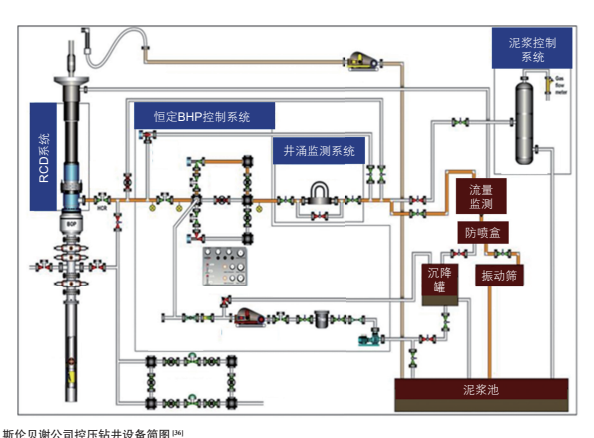 泥浆控制
系统
Gas
flow
meter
恒定BHP控制系统
RCD系统
井涌监测系统
流量
监测
HCR
BOP
防喷盒
沉降
罐
振动筛
泥浆池
斯伦贝谢公司控压钻井设备简图[36]